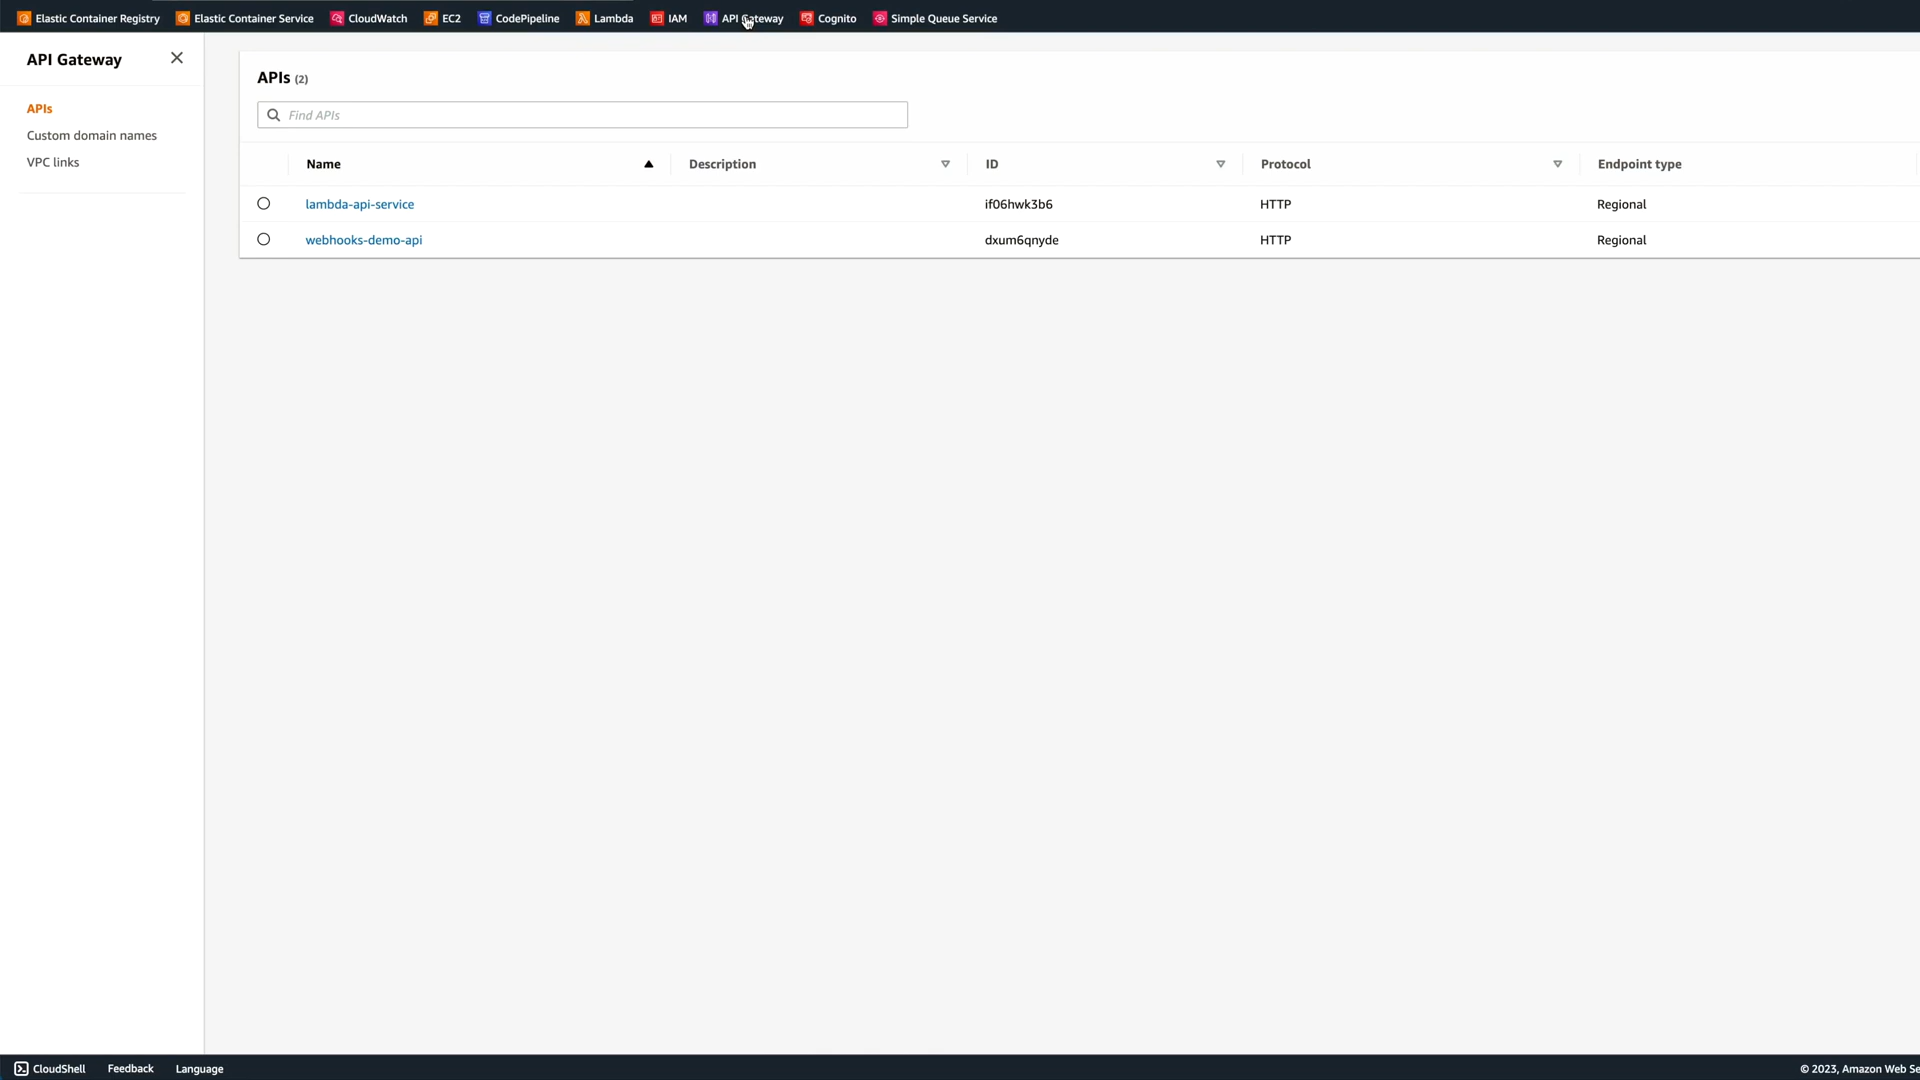 Elastic Container Registry Elastic Container Service CloudWatch EC2 CodePipeline Lambda IAM API Gateway Cognito Simple Queue Service
API Gateway
APIs
Custom domain names
VPC links
APIs (2)
Find APIs
Name Description ID Protocol Endpoint type
lambda-api-service if06hwk3b6 HTTP Regional
webhooks-demo-api dxum6qnyde HTTP Regional
CloudShell Feedback Language © 2023, Amazon Web Se